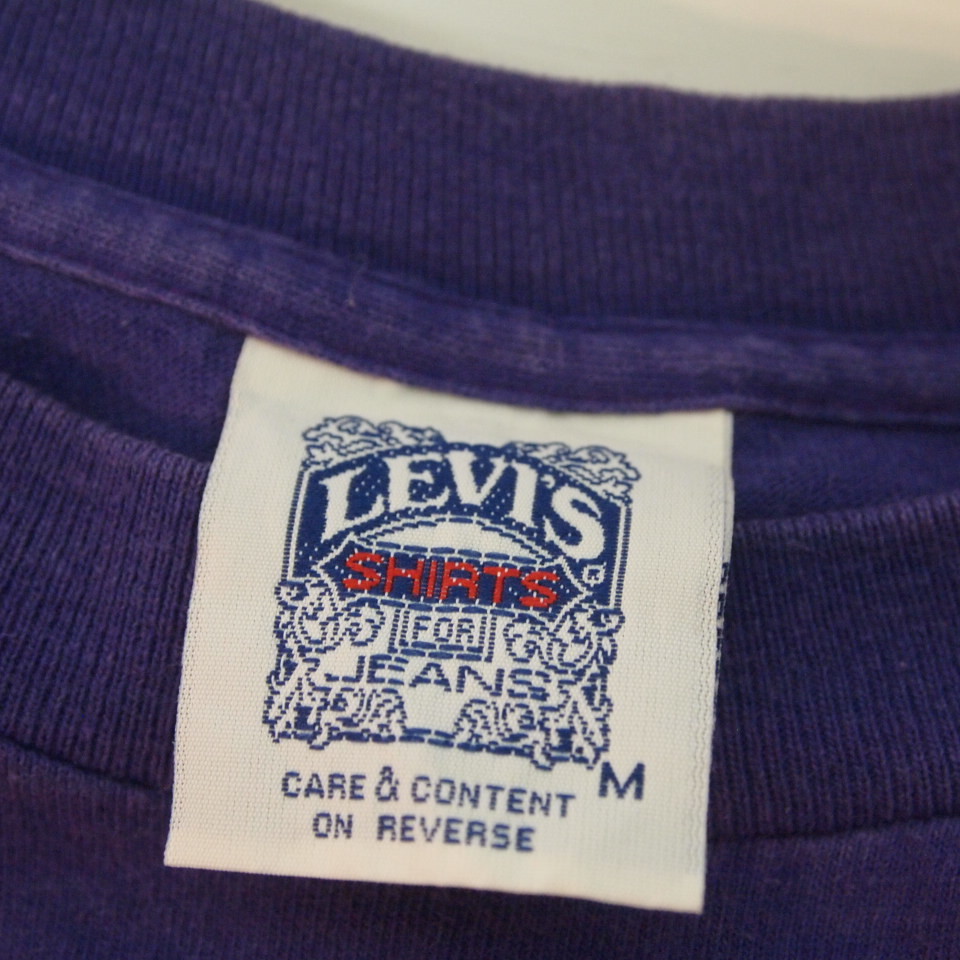 LEVI'S
SHIRTS
FOR
JEANS
M
CARE & CONTENT
ON REVERSE